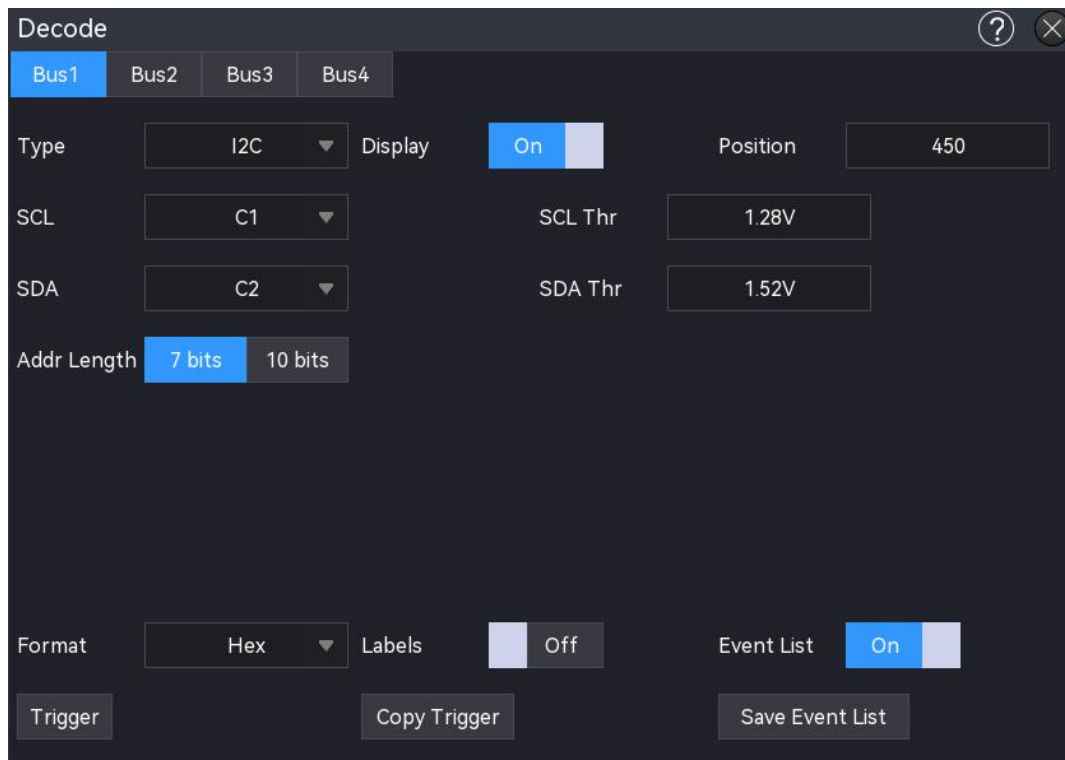 Decode ?
Bus1 Bus2 Bus3 Bus4
Type I2C Display On Position 450
SCL C1 SCL Thr 1.28V
SDA C2 SDA Thr 1.52V
Addr Length 7 bits 10 bits
Format Hex Labels Off Event List On
Trigger Copy Trigger Save Event List